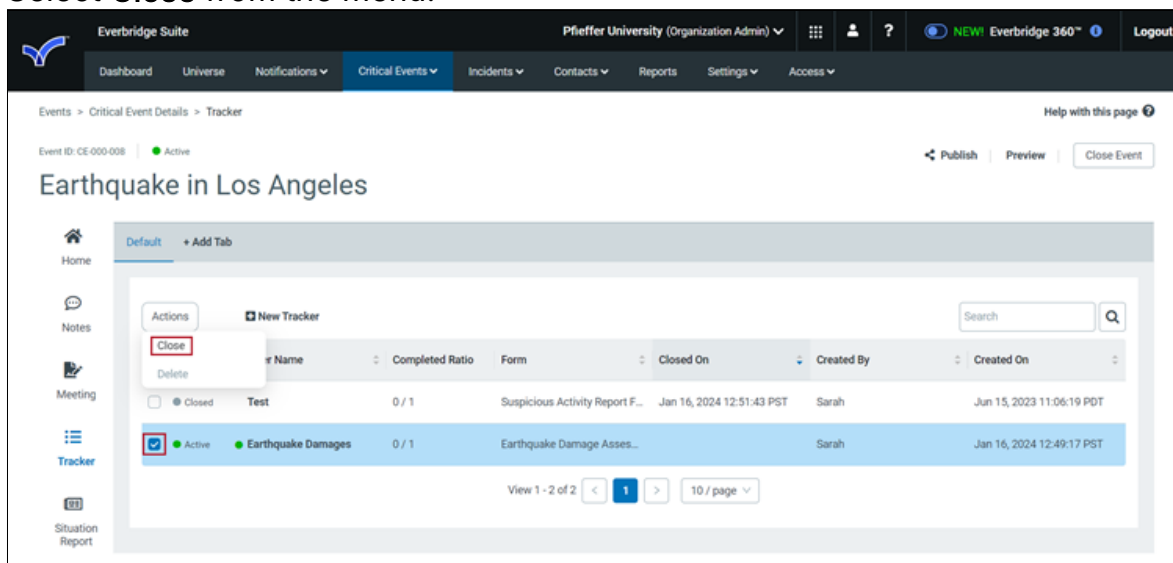 Select Close from the menu.
Everbridge Suite
Pfieffer University (Organization Admin)
?
NEW! Everbridge 360™
Logout
Dashboard Universe Notifications Critical Events Incidents Contacts Reports Settings Access
Events > Critical Event Details > Tracker
Help with this page
Event ID: CE-000-008 Active
Publish Preview Close Event
Earthquake in Los Angeles
Home
Default + Add Tab
Notes
Actions New Tracker Search
Close
Delete
r Name Completed Ratio Form Closed On Created By Created On
Meeting
Closed Test 0 / 1 Suspicious Activity Report F... Jan 16, 2024 12:51:43 PST Sarah Jun 15, 2023 11:06:19 PDT
Tracker
Active Earthquake Damages 0 / 1 Earthquake Damage Asses... Sarah Jan 16, 2024 12:49:17 PST
View 1 - 2 of 2 < 1 > 10 / page
Situation
Report